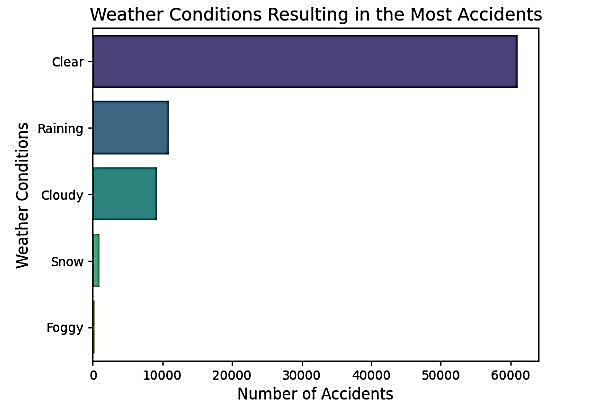 Weather Conditions Resulting in the Most Accidents
Weather Conditions
Clear
Raining
Cloudy
Snow
Foggy
0 10000 20000 30000 40000 50000 60000
Number of Accidents